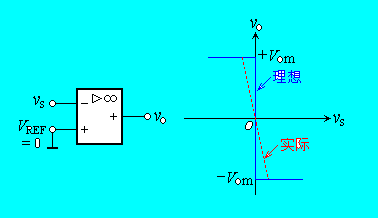 vO
+VOm
理想
vS
− ▷∞
+
vO
VREF
+
= 0
O
vS
实际
−VOm